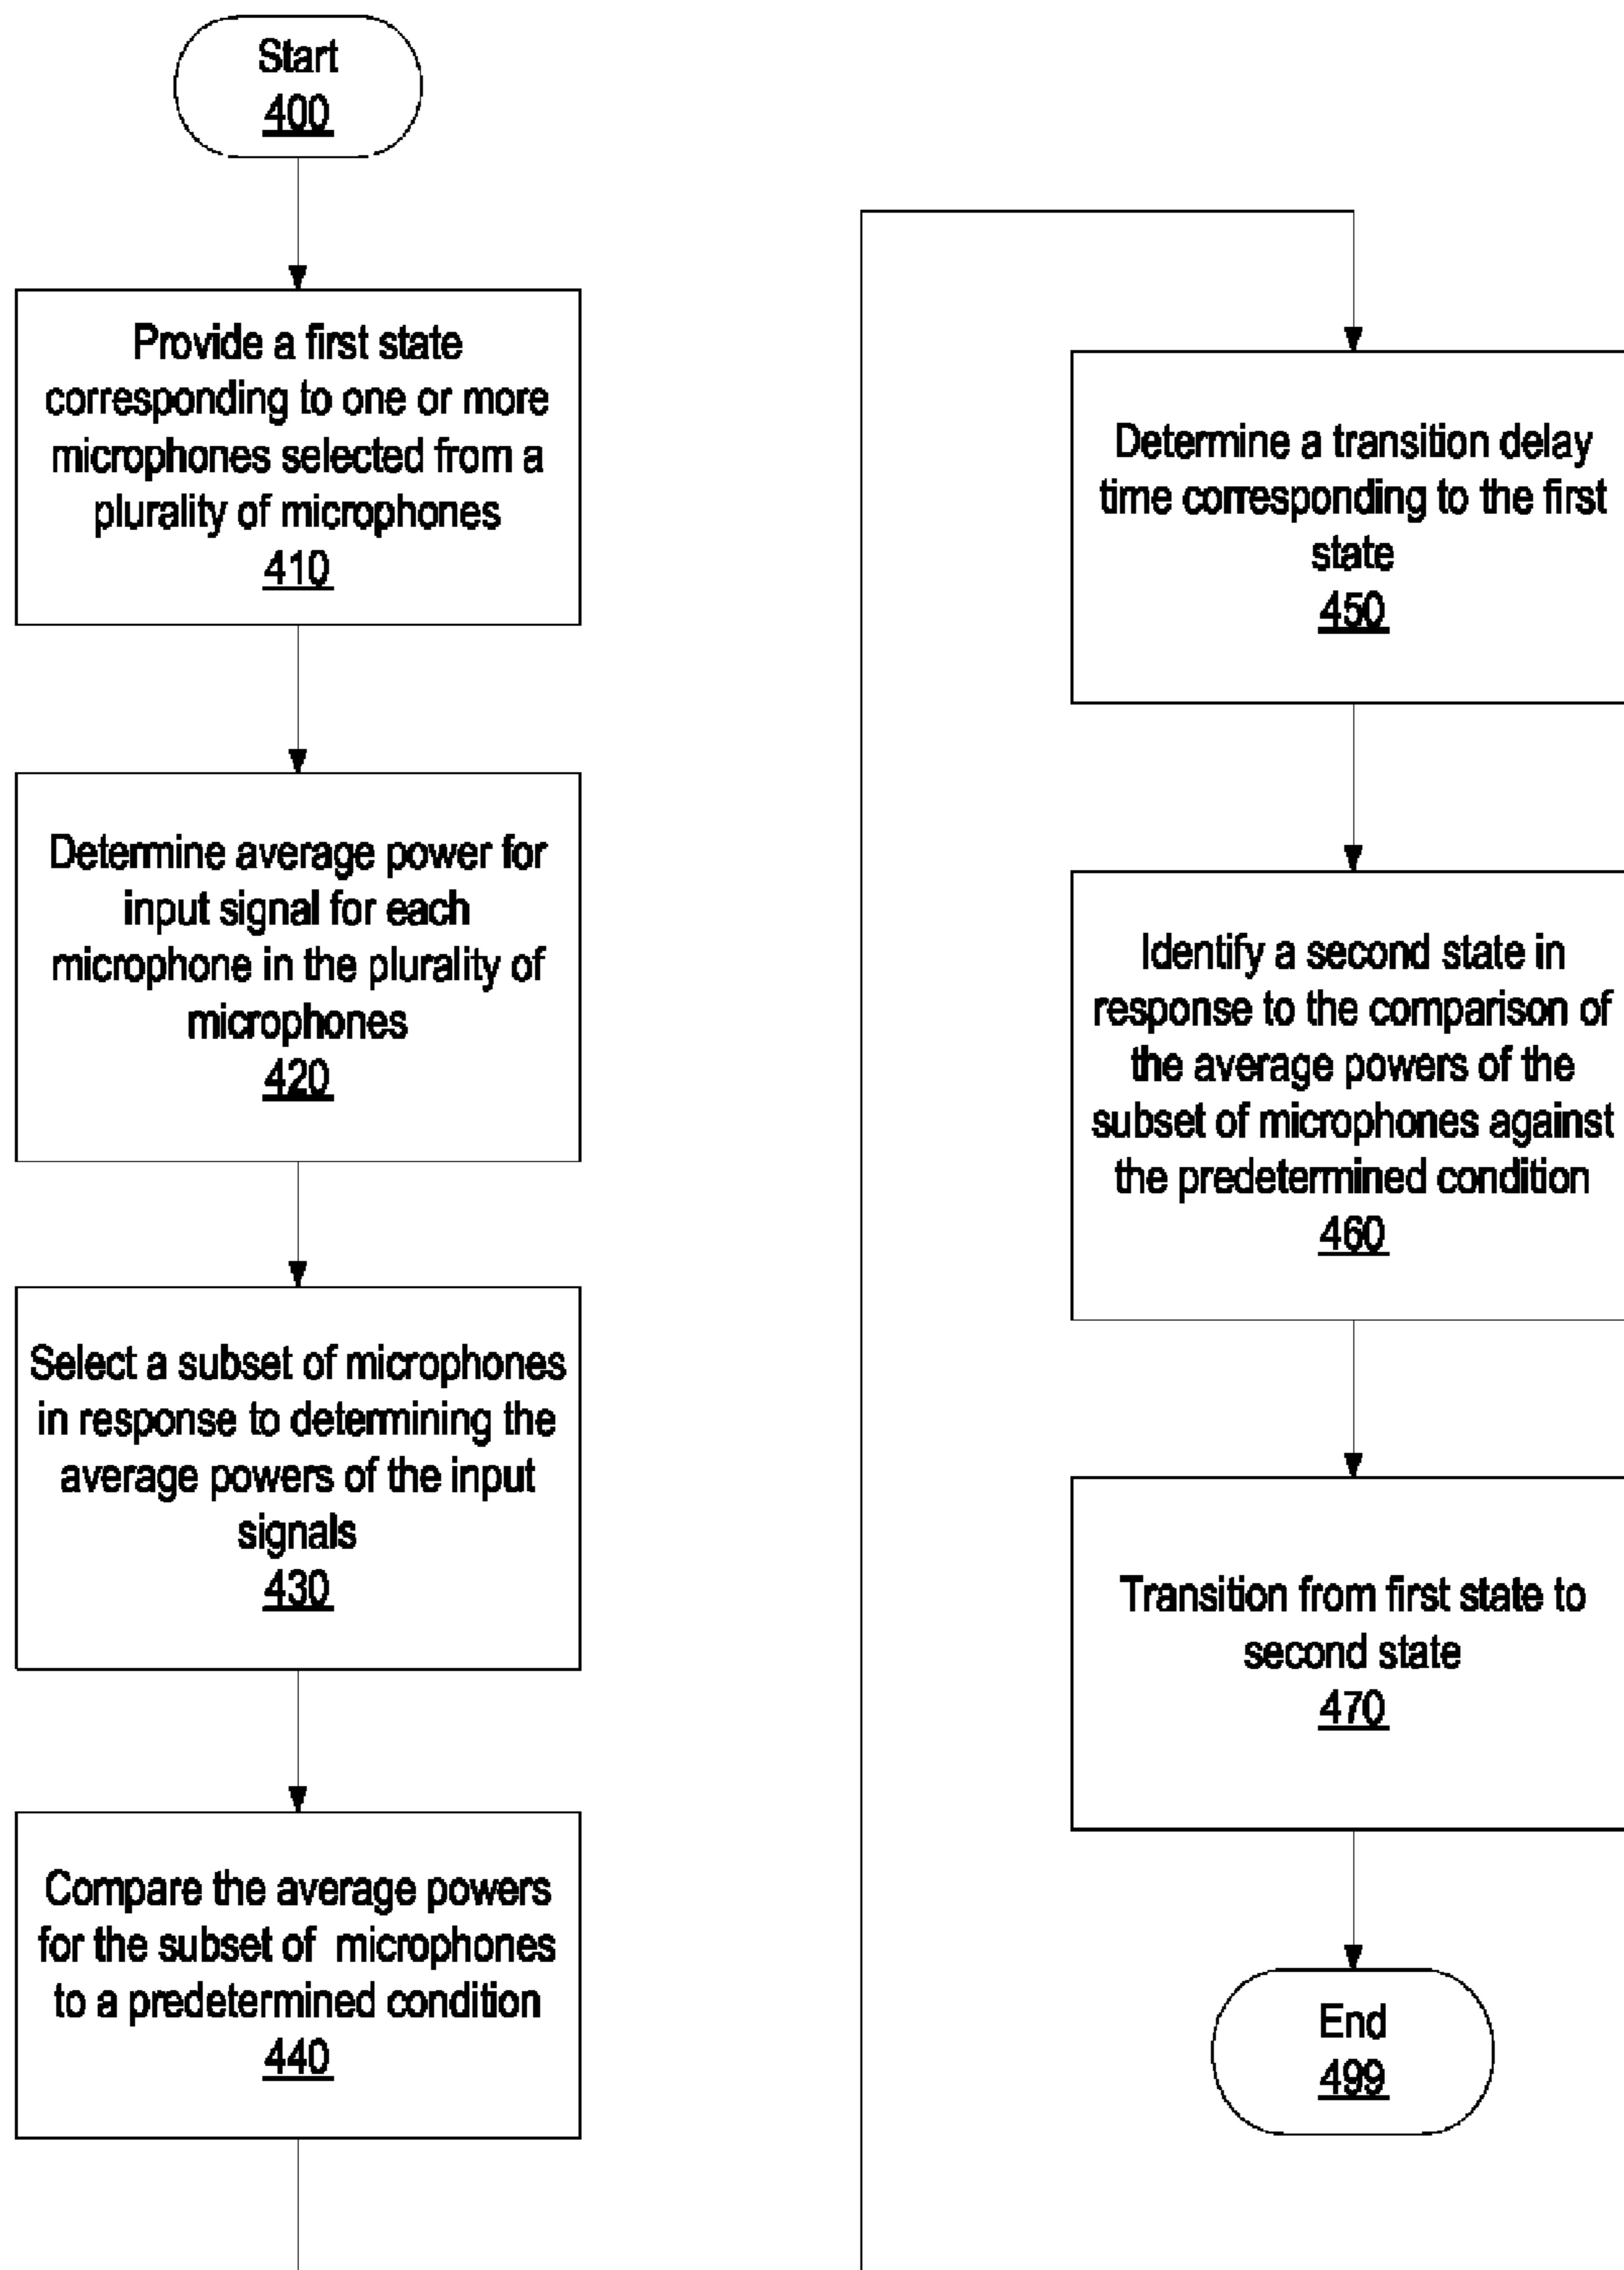 Start
400
Provide a first state
corresponding to one or more
microphones selected from a
plurality of microphones
410
Determine average power for
input signal for each
microphone in the plurality of
microphones
420
Select a subset of microphones
in response to determining the
average powers of the input
signals
430
Compare the average powers
for the subset of microphones
to a predetermined condition
440
Determine a transition delay
time corresponding to the first
state
450
Identify a second state in
response to the comparison of
the average powers of the
subset of microphones against
the predetermined condition
460
Transition from first state to
second state
470
End
499